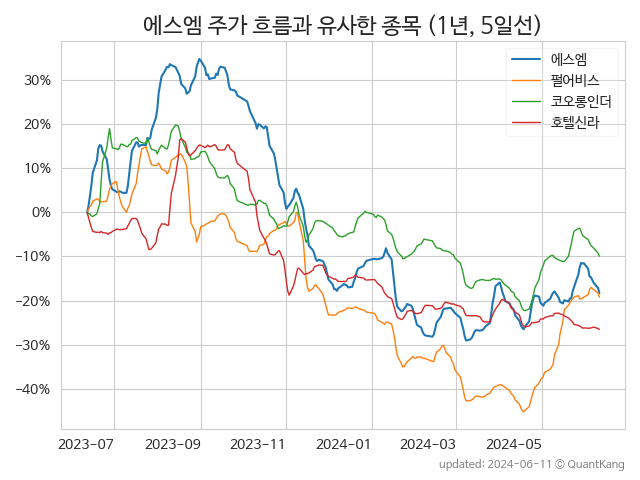 에스엠 주가 흐름과 유사한 종목 (1년, 5일선)
에스엠
펄어비스
코오롱인더
호텔신라
30%
20%
10%
0%
−10%
−20%
−30%
−40%
2023-07
2023-09
2023-11
2024-01
2024-03
2024-05
updated: 2024-06-11 © QuantKang